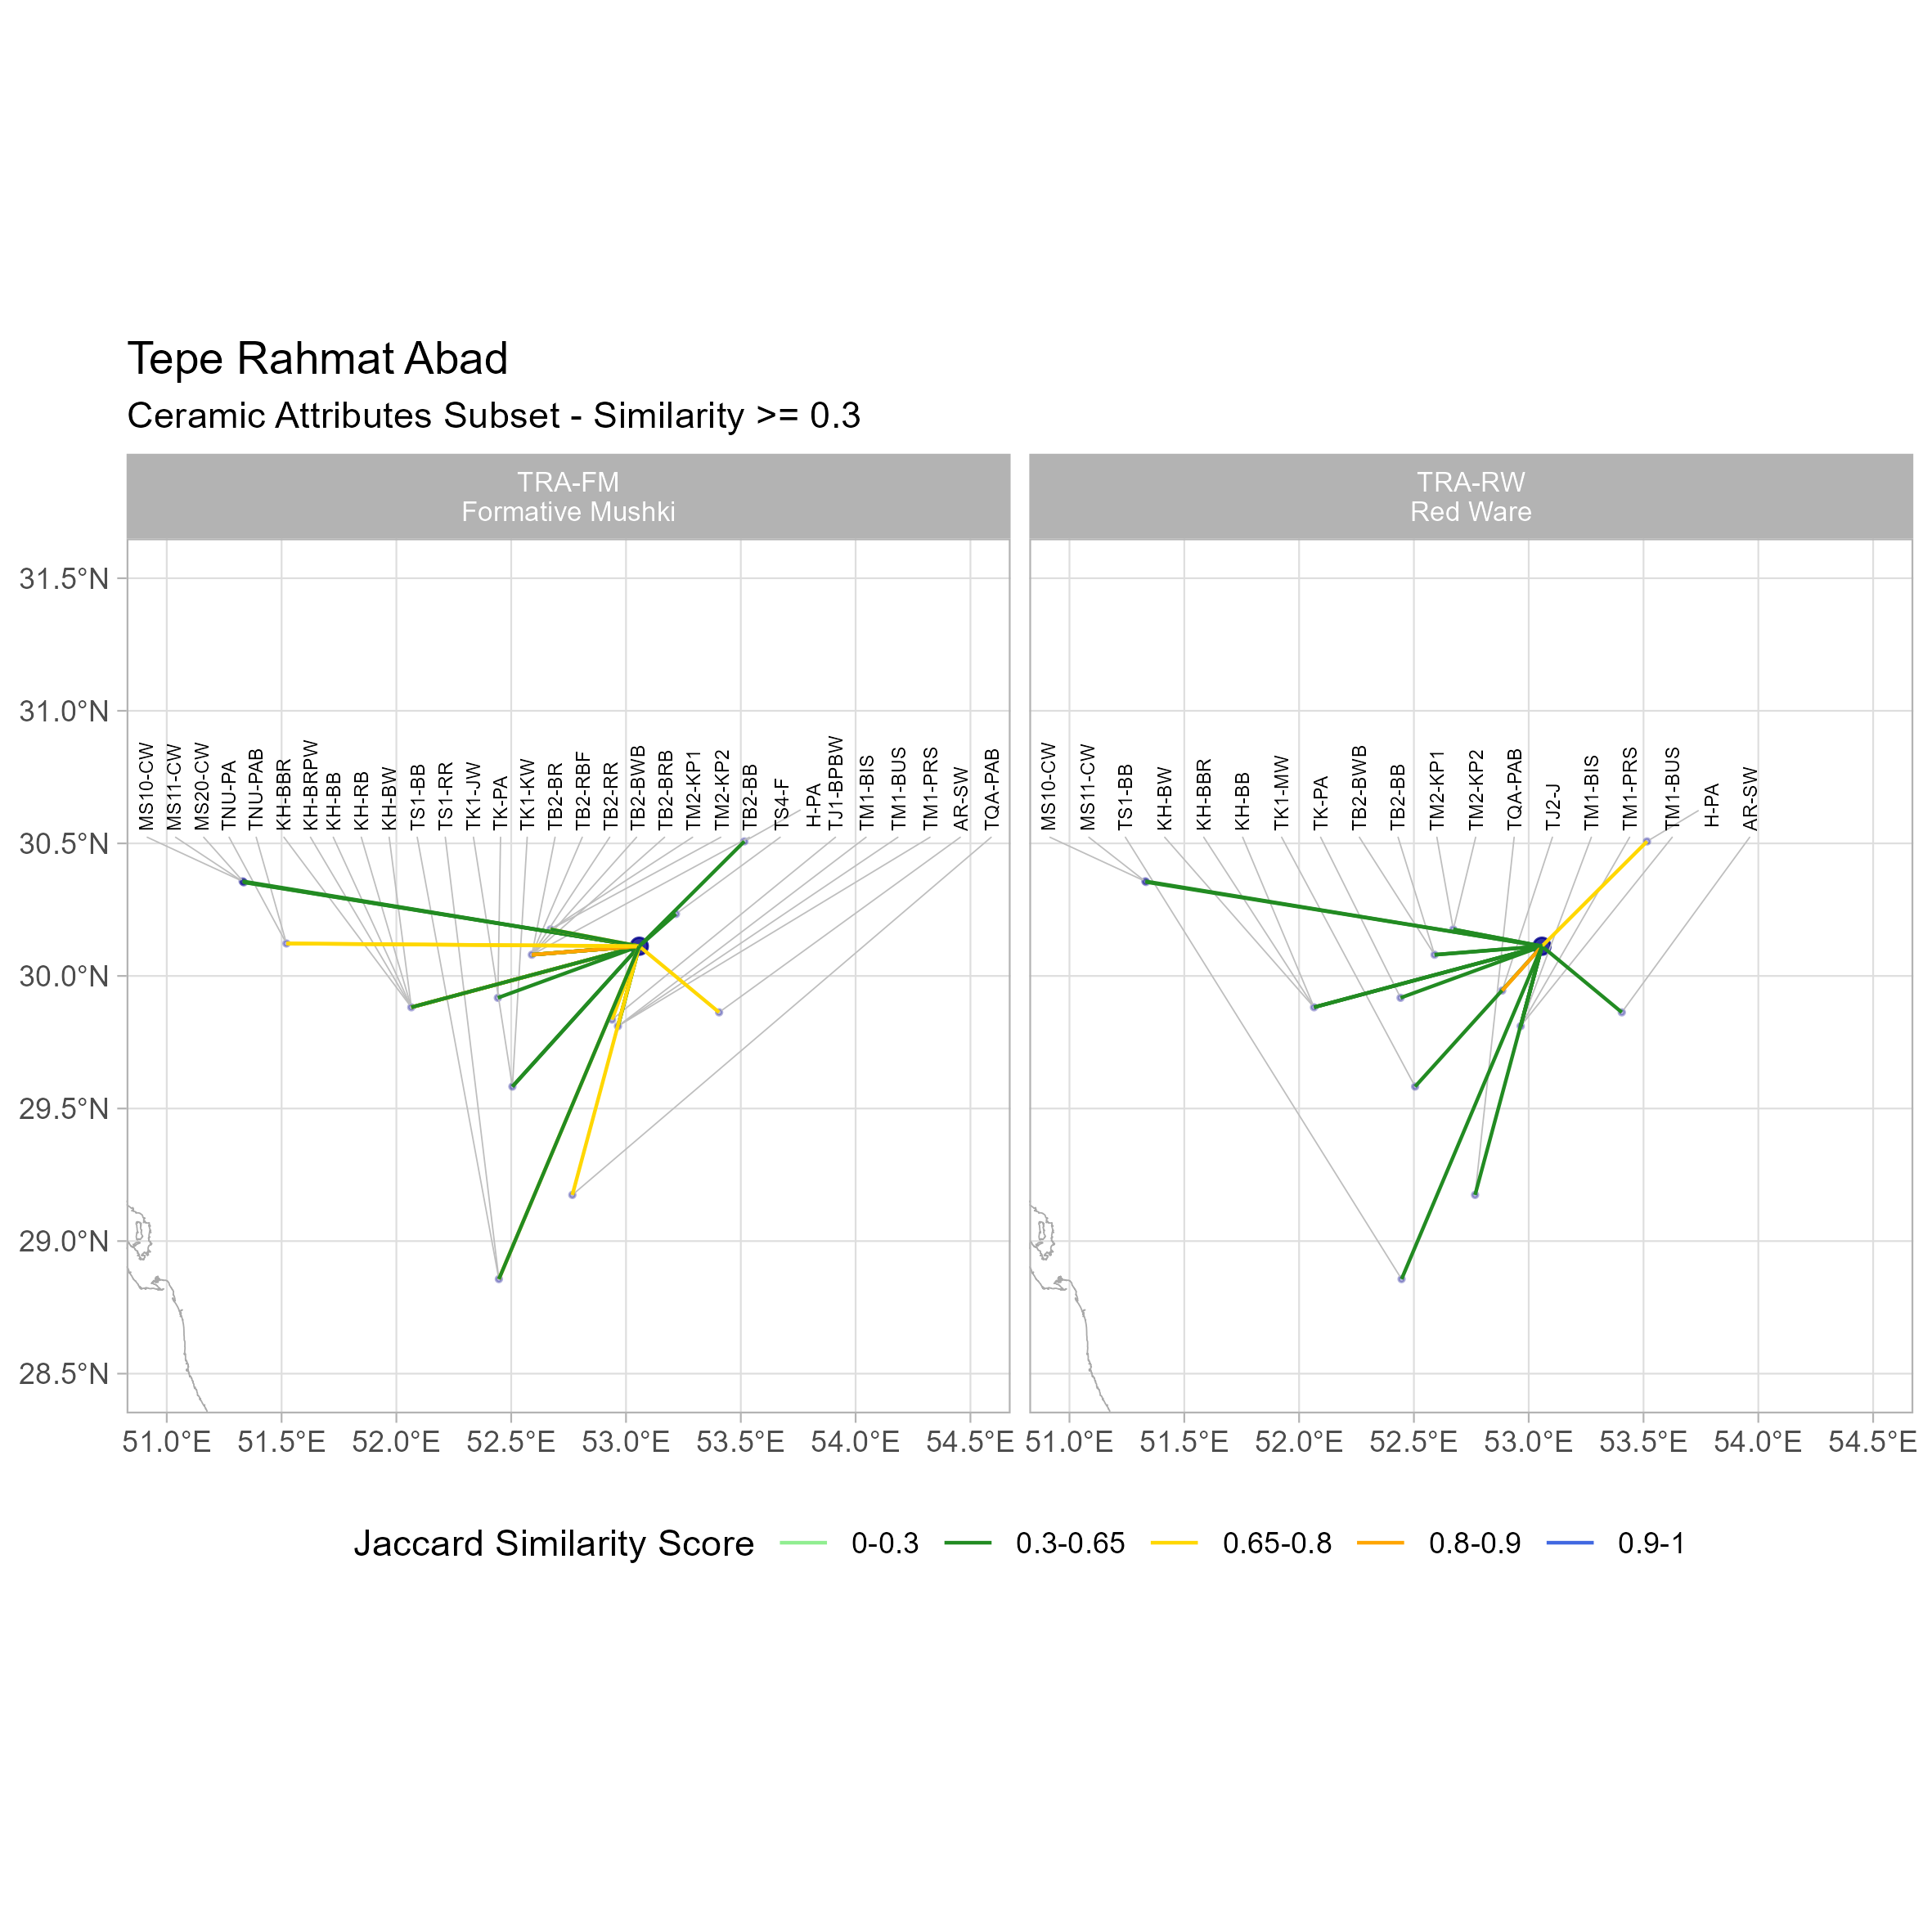 Tepe Rahmat Abad
Ceramic Attributes Subset - Similarity >= 0.3
TRA-FM
Formative Mushki
TRA-RW
Red Ware
31.5°N
31.0°N
30.5°N
30.0°N
29.5°N
29.0°N
28.5°N
MS10-CW
MS11-CW
MS20-CW
TNU-PA
TNU-PAB
KH-BBR
KH-BRPW
KH-BB
KH-RB
KH-BW
TS1-BB
TS1-RR
TK1-JW
TK-PA
TK1-KW
TB2-BR
TB2-RBF
TB2-RR
TB2-BWB
TB2-BRB
TM2-KP1
TM2-KP2
TB2-BB
TS4-F
H-PA
TJ1-BPBW
TM1-BIS
TM1-BUS
TM1-PRS
AR-SW
TQA-PAB
MS10-CW
MS11-CW
TS1-BB
KH-BW
KH-BBR
KH-BB
TK1-MW
TK-PA
TB2-BWB
TB2-BB
TM2-KP1
TM2-KP2
TQA-PAB
TJ2-J
TM1-BIS
TM1-PRS
TM1-BUS
H-PA
AR-SW
51.0°E 51.5°E 52.0°E 52.5°E 53.0°E 53.5°E 54.0°E 54.5°E
51.0°E 51.5°E 52.0°E 52.5°E 53.0°E 53.5°E 54.0°E 54.5°E
Jaccard Similarity Score 0-0.3 0.3-0.65 0.65-0.8 0.8-0.9 0.9-1